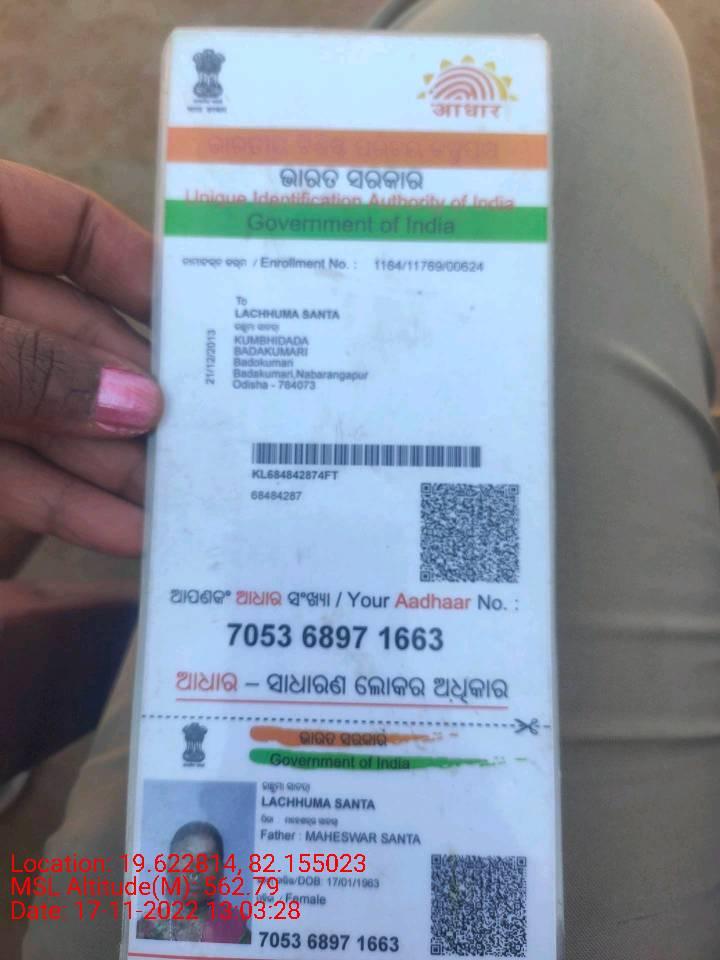 आधार
ଭାରତ ସରକାର
Unique Identification Authority of India
Government of India
/ Enrollment No. : 1164/11769/00624
To
LACHHUMA SANTA
KUMBHIDADA
BADAKUMARI
Badokumari
Badakumari,Nabarangapur
Odisha - 764073
21/12/2013
KL684842874FT
68484287
ଆପଣଙ୍କ ଆଧାର ସଂଖ୍ୟା / Your Aadhaar No. :
7053 6897 1663
ଆଧାର – ସାଧାରଣ ଲୋକର ଅଧିକାର
ଭାରତ ସରକାର
Government of India
LACHHUMA SANTA
Father : MAHESWAR SANTA
/DOB: 17/01/1963
/ Female
7053 6897 1663
Location: 19.622814, 82.155023
MSL Altitude(M): 562.79
Date: 17-11-2022 13:03:28